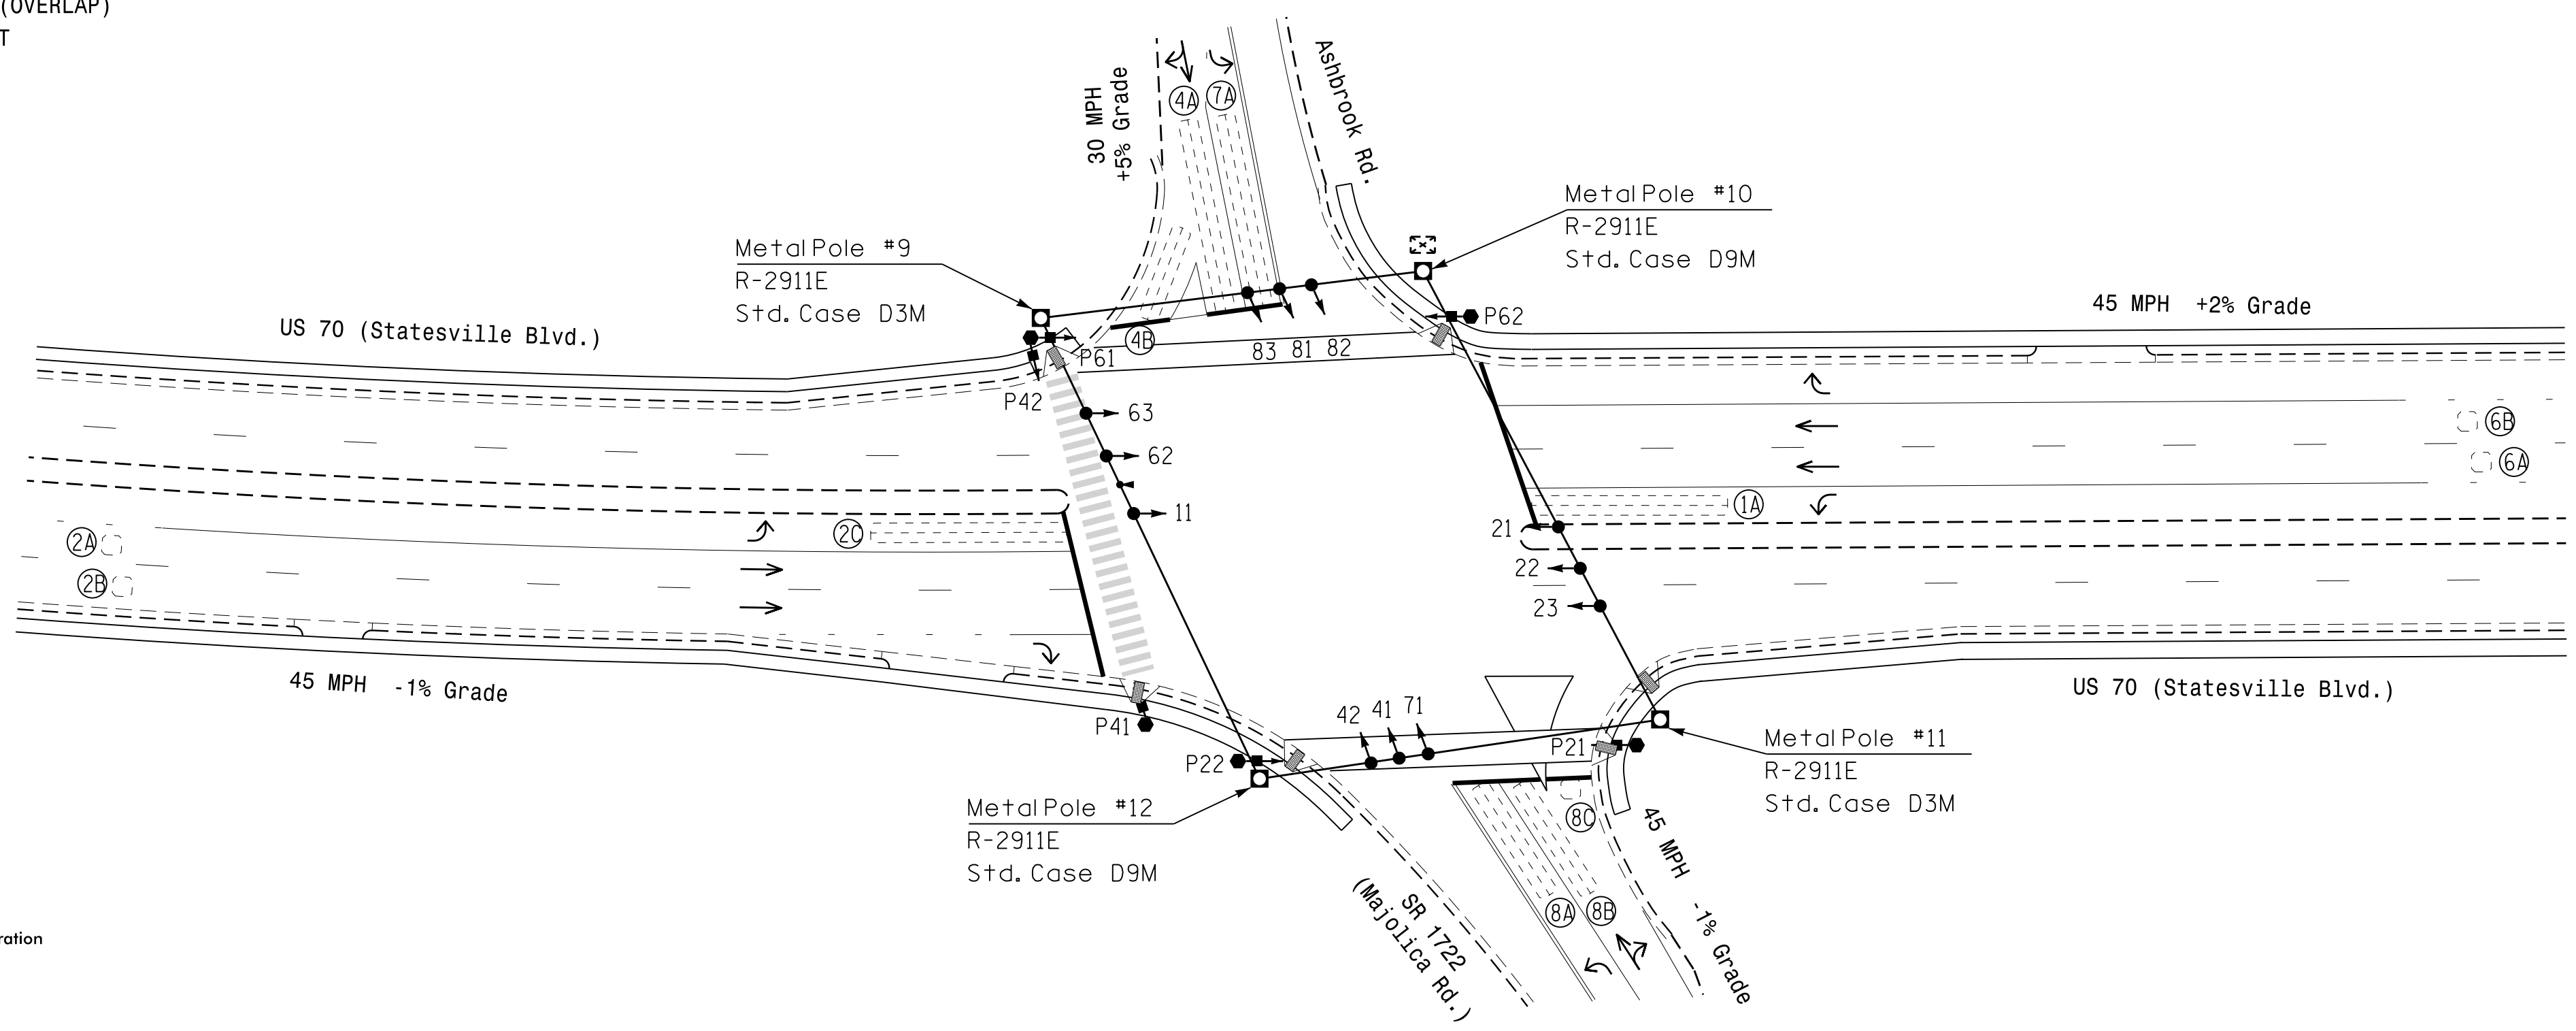 (OVERLAP)
T
30 MPH
+5% Grade
4A
7A
Ashbrook Rd.
Metal Pole #10
R-2911E
Std. Case D9M
Metal Pole #9
R-2911E
Std. Case D3M
US 70 (Statesville Blvd.)
45 MPH +2% Grade
P62
4B
83 81 82
P61
P42
63
62
11
6B
6A
1A
2A
2B
2C
21
22
23
45 MPH -1% Grade
US 70 (Statesville Blvd.)
P41
P22
42 41 71
P21
Metal Pole #11
R-2911E
Std. Case D3M
Metal Pole #12
R-2911E
Std. Case D9M
8C
8A
8B
45 MPH -1% Grade
SR 1722
(Majolica Rd.)
ration